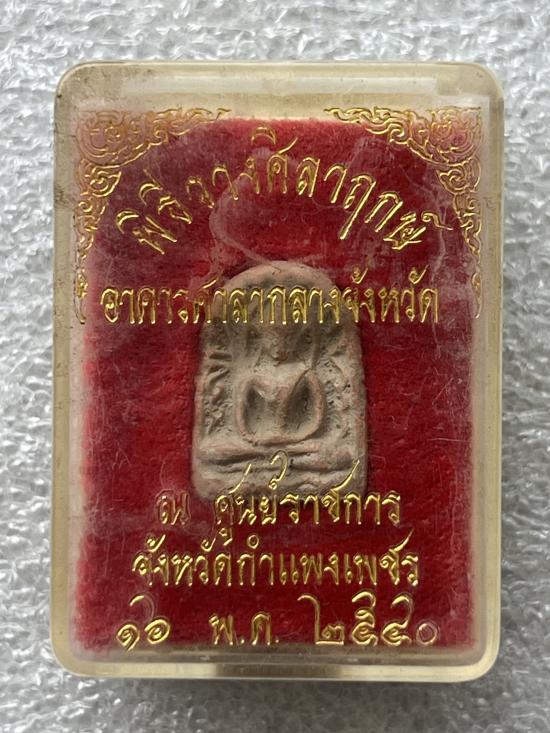 พิธีวางศิลาฤกษ์
อาคารศาลากลางจังหวัด
ณ ศูนย์ราชการ
จังหวัดกำแพงเพชร
๑๖ พ.ค. ๒๕๔๐